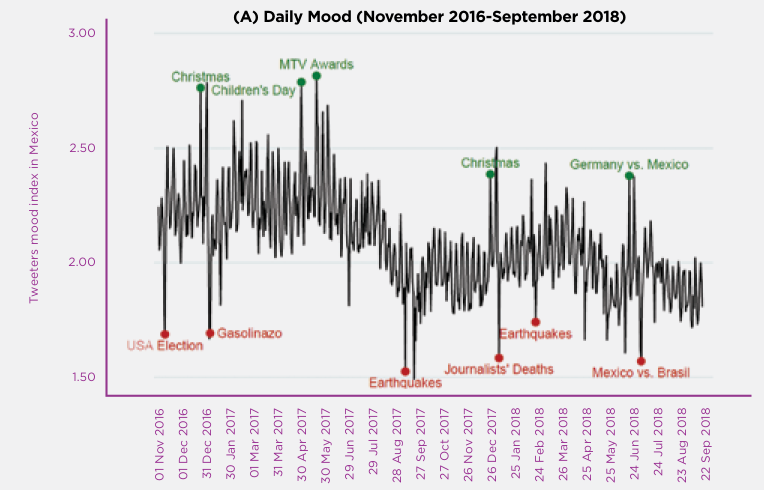 (A) Daily Mood (November 2016-September 2018)
Tweeters mood index in Mexico
3.00
2.50
2.00
1.50
Christmas
Children's Day
MTV Awards
Christmas
Germany vs. Mexico
USA Election
Gasolinazo
Earthquakes
Journalists' Deaths
Earthquakes
Mexico vs. Brasil
01 Nov 2016
01 Dec 2016
31 Dec 2016
30 Jan 2017
01 Mar 2017
31 Mar 2017
30 Apr 2017
30 May 2017
29 Jun 2017
29 Jul 2017
28 Aug 2017
27 Sep 2017
27 Oct 2017
26 Nov 2017
26 Dec 2017
25 Jan 2018
24 Feb 2018
26 Mar 2018
25 Apr 2018
25 May 2018
24 Jun 2018
24 Jul 2018
23 Aug 2018
22 Sep 2018